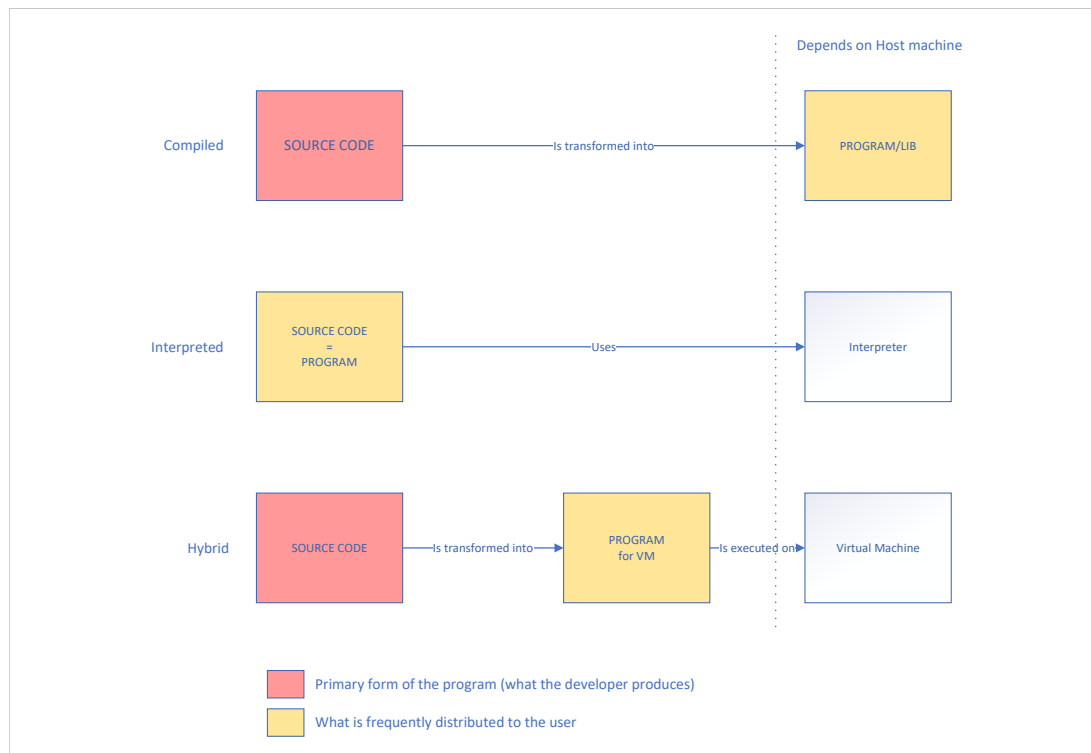 Depends on Host machine
Compiled
SOURCE CODE
Is transformed into
PROGRAM/LIB
Interpreted
SOURCE CODE
=
PROGRAM
Uses
Interpreter
Hybrid
SOURCE CODE
Is transformed into
PROGRAM
for VM
Is executed on
Virtual Machine
Primary form of the program (what the developer produces)
What is frequently distributed to the user